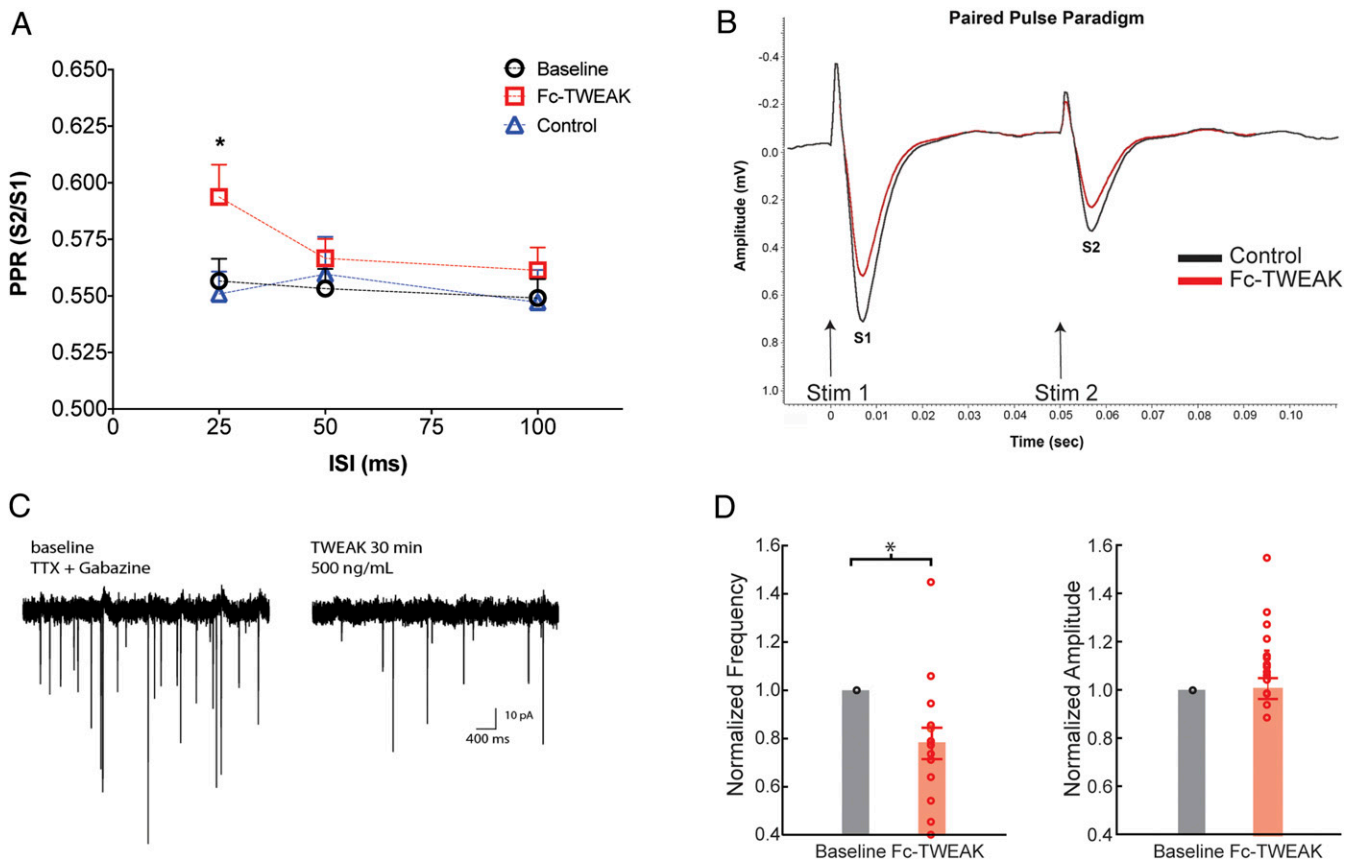 A
0.650
0.625
0.600
0.575
0.550
0.525
0.500
PPR (S2/S1)
*
Baseline
Fc-TWEAK
Control
0
25
50
75
100
ISI (ms)
B
Paired Pulse Paradigm
-0.4
-0.2
0.0
0.2
0.4
0.6
0.8
1.0
Amplitude (mV)
S1
S2
Control
Fc-TWEAK
Stim 1
Stim 2
0
0.01
0.02
0.03
0.04
0.05
0.06
0.07
0.08
0.09
0.10
Time (sec)
C
baseline
TTX + Gabazine
TWEAK 30 min
500 ng/mL
10 pA
400 ms
D
1.6
1.4
1.2
1.0
0.8
0.6
0.4
Normalized Frequency
*
Baseline Fc-TWEAK
1.6
1.4
1.2
1.0
0.8
0.6
0.4
Normalized Amplitude
Baseline Fc-TWEAK